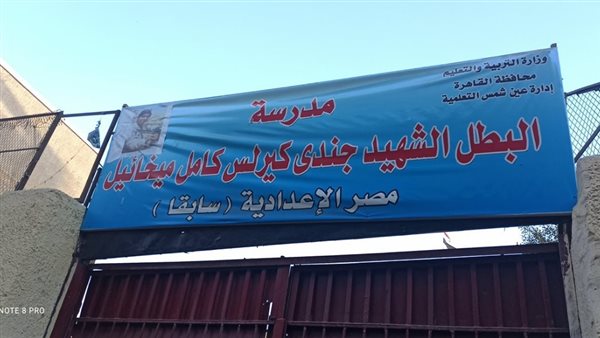 وزارة التربية والتعليم
محافظة القاهرة
إدارة عين شمس التعلمية
مدرسة
البطل الشهيد جندى كيرلس كامل ميخائيل
مصر الإعدادية ( سابقا )
NOTE 8 PRO